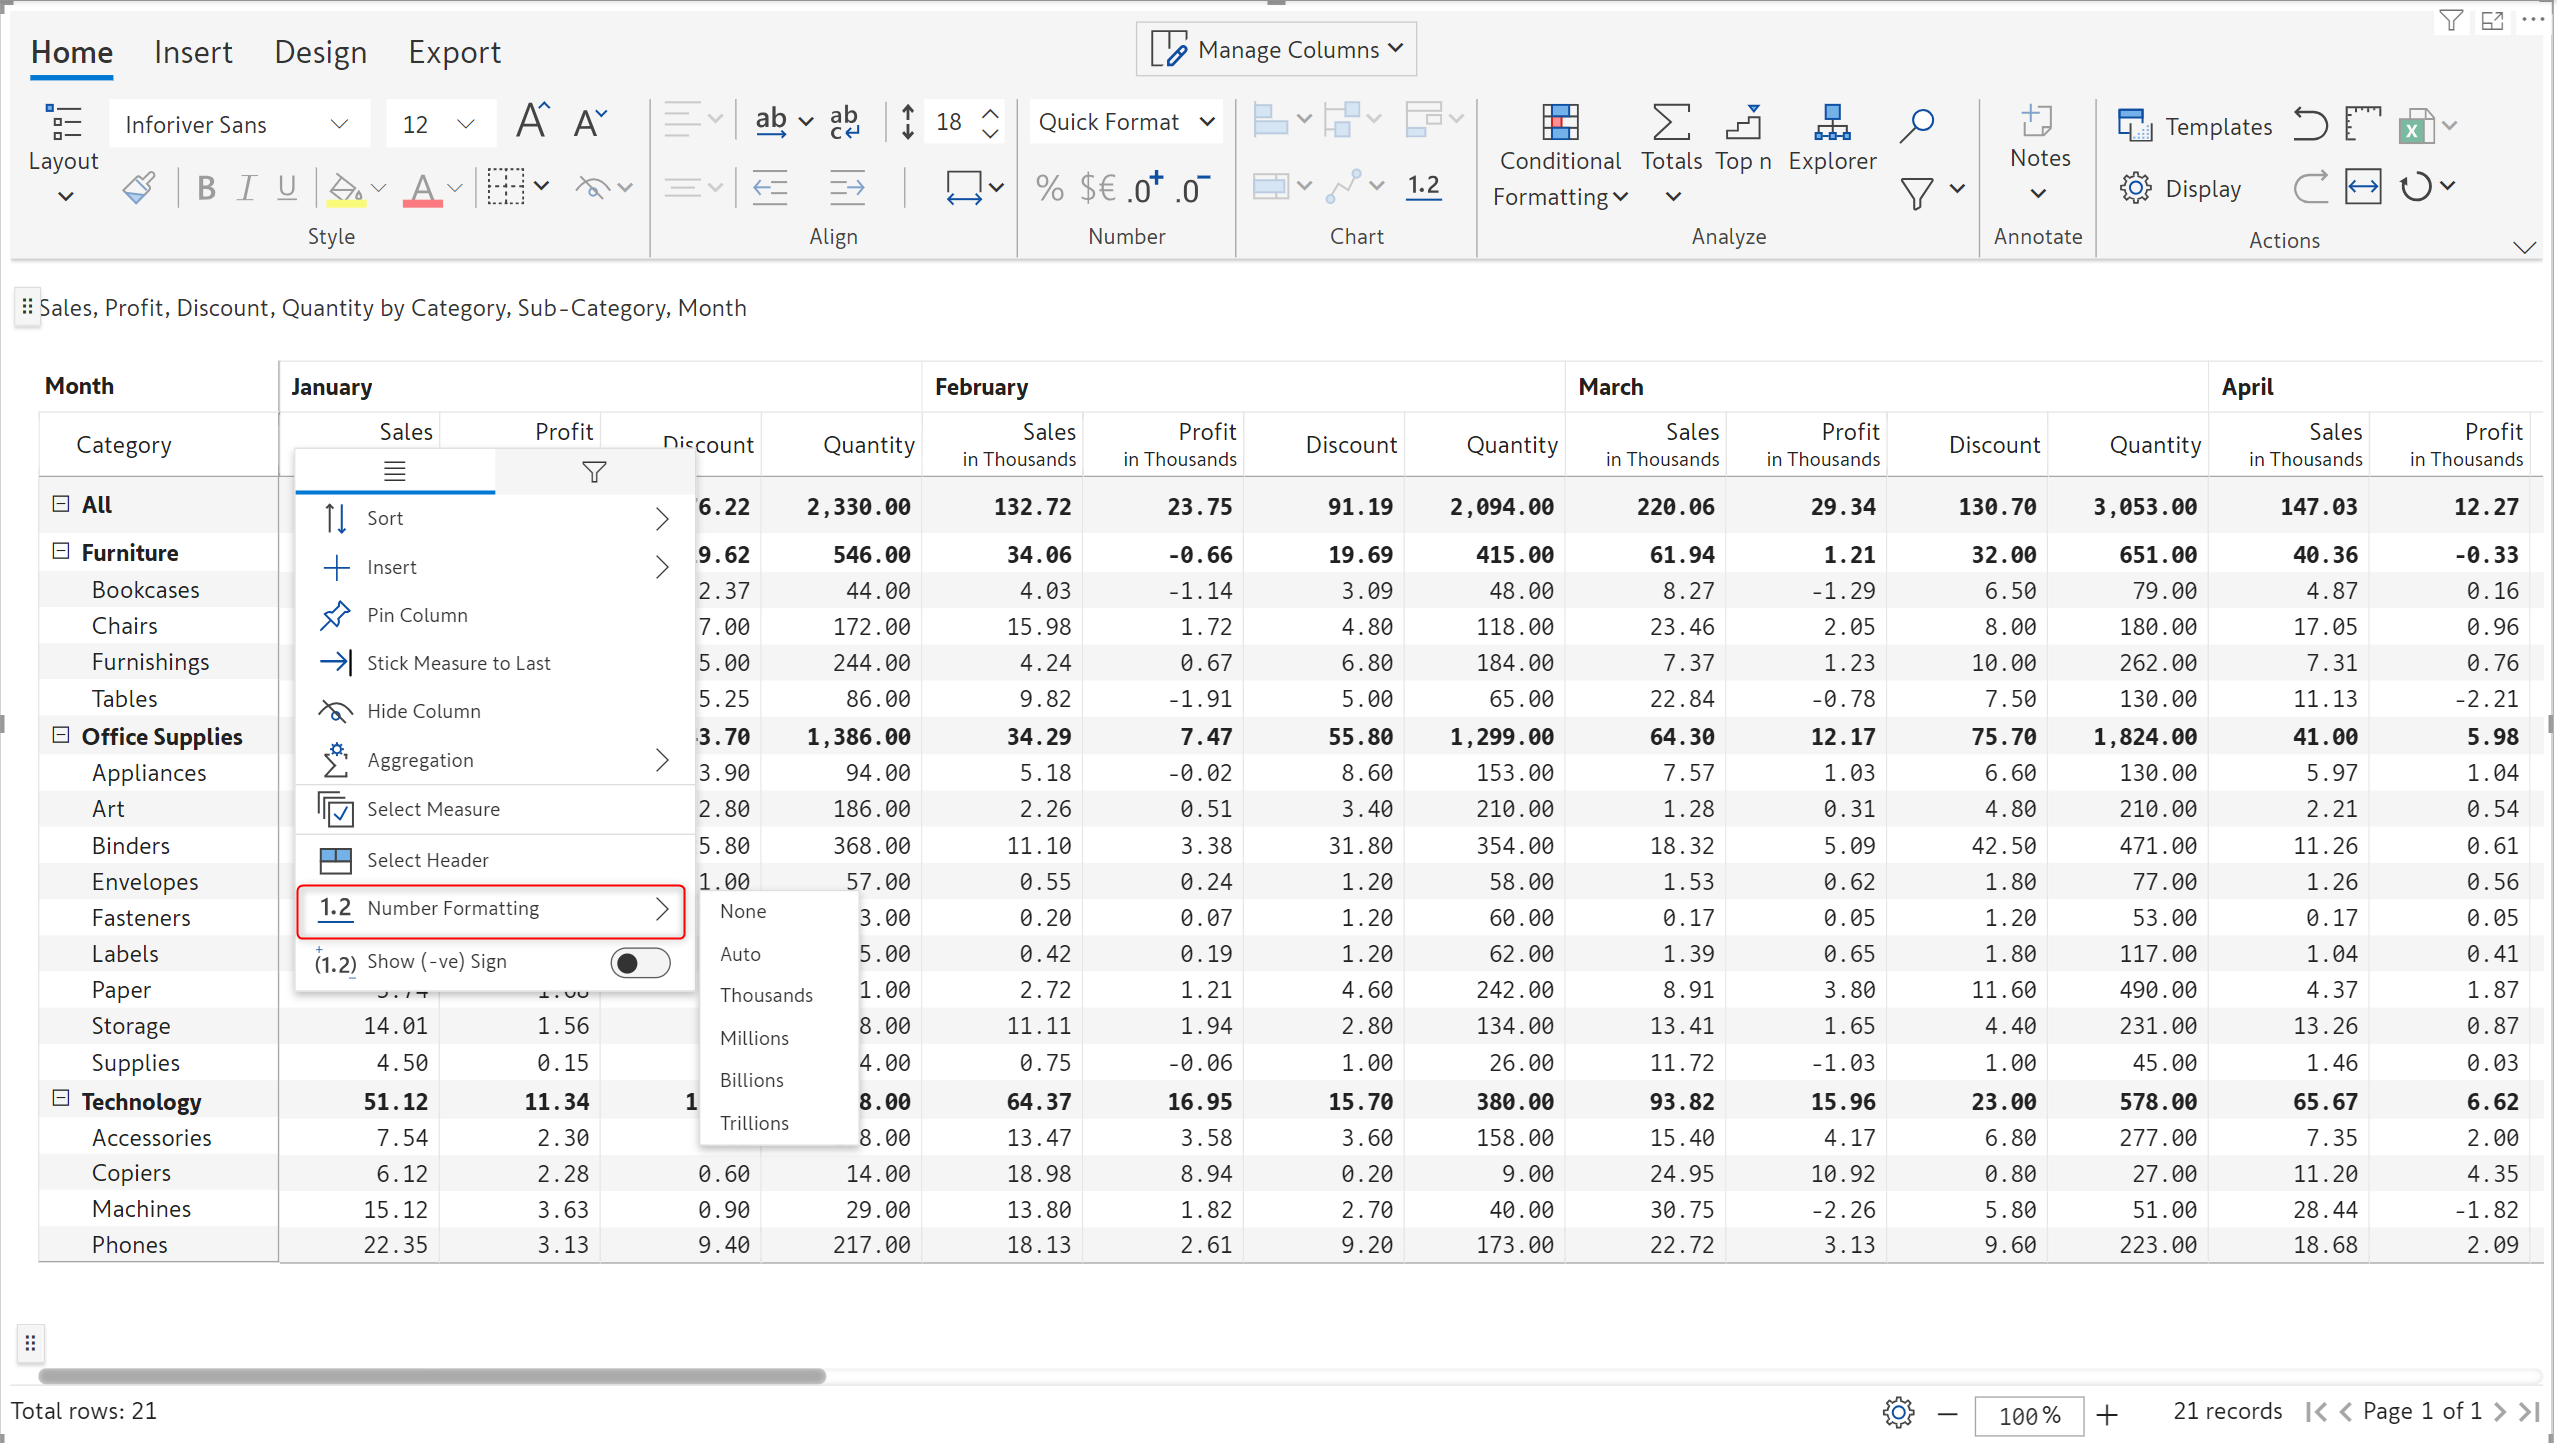 Home Insert Design Export Manage Columns
Layout
Inforiver Sans 12 A A ab ab c 18 Quick Format 
B I U A % $€ .0+ .0- 1.2
Conditional Formatting Totals Top n Explorer
Notes
Templates
Display
Style Align Number Chart Analyze Annotate Actions
Sales, Profit, Discount, Quantity by Category, Sub-Category, Month
Month January February March April
Category Sales Profit Discount Quantity Sales in Thousands Profit in Thousands Discount Quantity Sales in Thousands Profit in Thousands Discount Quantity Sales in Thousands Profit in Thousands
All 6.22 2,330.00 132.72 23.75 91.19 2,094.00 220.06 29.34 130.70 3,053.00 147.03 12.27
Furniture 9.62 546.00 34.06 -0.66 19.69 415.00 61.94 1.21 32.00 651.00 40.36 -0.33
Bookcases 2.37 44.00 4.03 -1.14 3.09 48.00 8.27 -1.29 6.50 79.00 4.87 0.16
Chairs 7.00 172.00 15.98 1.72 4.80 118.00 23.46 2.05 8.00 180.00 17.05 0.96
Furnishings 5.00 244.00 4.24 0.67 6.80 184.00 7.37 1.23 10.00 262.00 7.31 0.76
Tables 5.25 86.00 9.82 -1.91 5.00 65.00 22.84 -0.78 7.50 130.00 11.13 -2.21
Office Supplies 3.70 1,386.00 34.29 7.47 55.80 1,299.00 64.30 12.17 75.70 1,824.00 41.00 5.98
Appliances 3.90 94.00 5.18 -0.02 8.60 153.00 7.57 1.03 6.60 130.00 5.97 1.04
Art 2.80 186.00 2.26 0.51 3.40 210.00 1.28 0.31 4.80 210.00 2.21 0.54
Binders 5.80 368.00 11.10 3.38 31.80 354.00 18.32 5.09 42.50 471.00 11.26 0.61
Envelopes 1.00 57.00 0.55 0.24 1.20 58.00 1.53 0.62 1.80 77.00 1.26 0.56
Fasteners 3.00 0.20 0.07 1.20 60.00 0.17 0.05 1.20 53.00 0.17 0.05
Labels 5.00 0.42 0.19 1.20 62.00 1.39 0.65 1.80 117.00 1.04 0.41
Paper 1.00 2.72 1.21 4.60 242.00 8.91 3.80 11.60 490.00 4.37 1.87
Storage 14.01 1.56 8.00 11.11 1.94 2.80 134.00 13.41 1.65 4.40 231.00 13.26 0.87
Supplies 4.50 0.15 4.00 0.75 -0.06 1.00 26.00 11.72 -1.03 1.00 45.00 1.46 0.03
Technology 51.12 11.34 1 8.00 64.37 16.95 15.70 380.00 93.82 15.96 23.00 578.00 65.67 6.62
Accessories 7.54 2.30 8.00 13.47 3.58 3.60 158.00 15.40 4.17 6.80 277.00 7.35 2.00
Copiers 6.12 2.28 0.60 14.00 18.98 8.94 0.20 9.00 24.95 10.92 0.80 27.00 11.20 4.35
Machines 15.12 3.63 0.90 29.00 13.80 1.82 2.70 40.00 30.75 -2.26 5.80 51.00 28.44 -1.82
Phones 22.35 3.13 9.40 217.00 18.13 2.61 9.20 173.00 22.72 3.13 9.60 223.00 18.68 2.09
Sort
Insert
Pin Column
Stick Measure to Last
Hide Column
Aggregation
Select Measure
Select Header
1.2 Number Formatting
(1.2) Show (-ve) Sign
None
Auto
Thousands
Millions
Billions
Trillions
Total rows: 21 100% 21 records Page 1 of 1